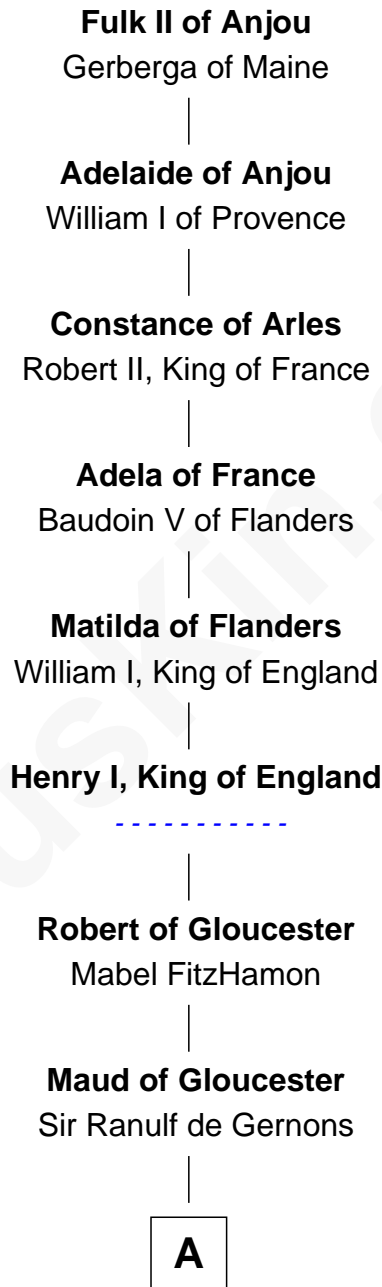 Fulk II of Anjou
Gerberga of Maine
Adelaide of Anjou
William I of Provence
Constance of Arles
Robert II, King of France
Adela of France
Baudoin V of Flanders
Matilda of Flanders
William I, King of England
Henry I, King of England
- - - - - - - - - - -
Robert of Gloucester
Mabel FitzHamon
Maud of Gloucester
Sir Ranulf de Gernons
A